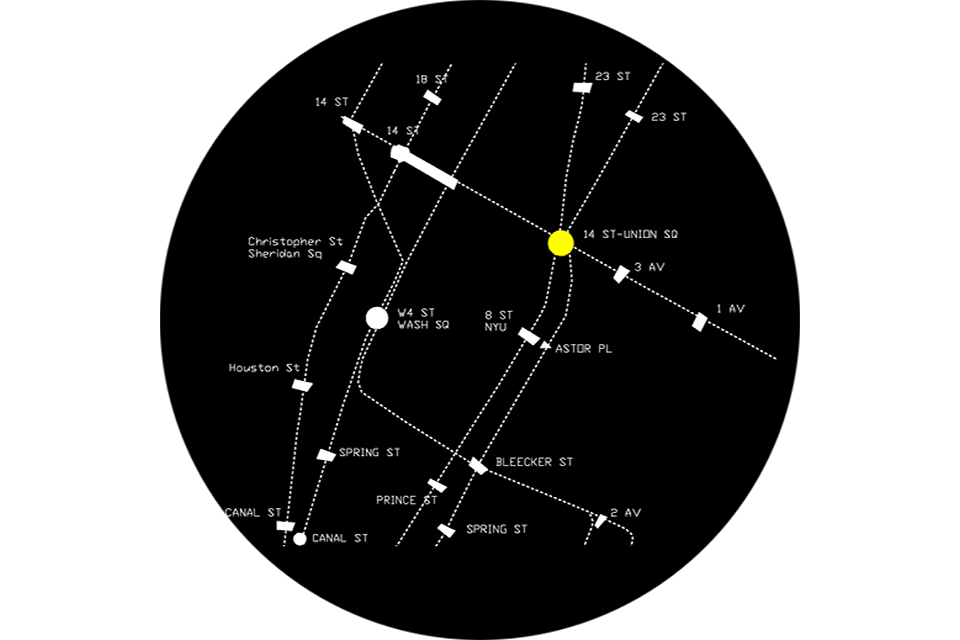 18 ST
23 ST
14 ST
23 ST
14 ST
14 ST-UNION SQ
Christopher St
Sheridan Sq
3 AV
1 AV
W4 ST
WASH SQ
8 ST
NYU
ASTOR PL
Houston St
SPRING ST
BLEECKER ST
PRINCE ST
CANAL ST
2 AV
SPRING ST
CANAL ST